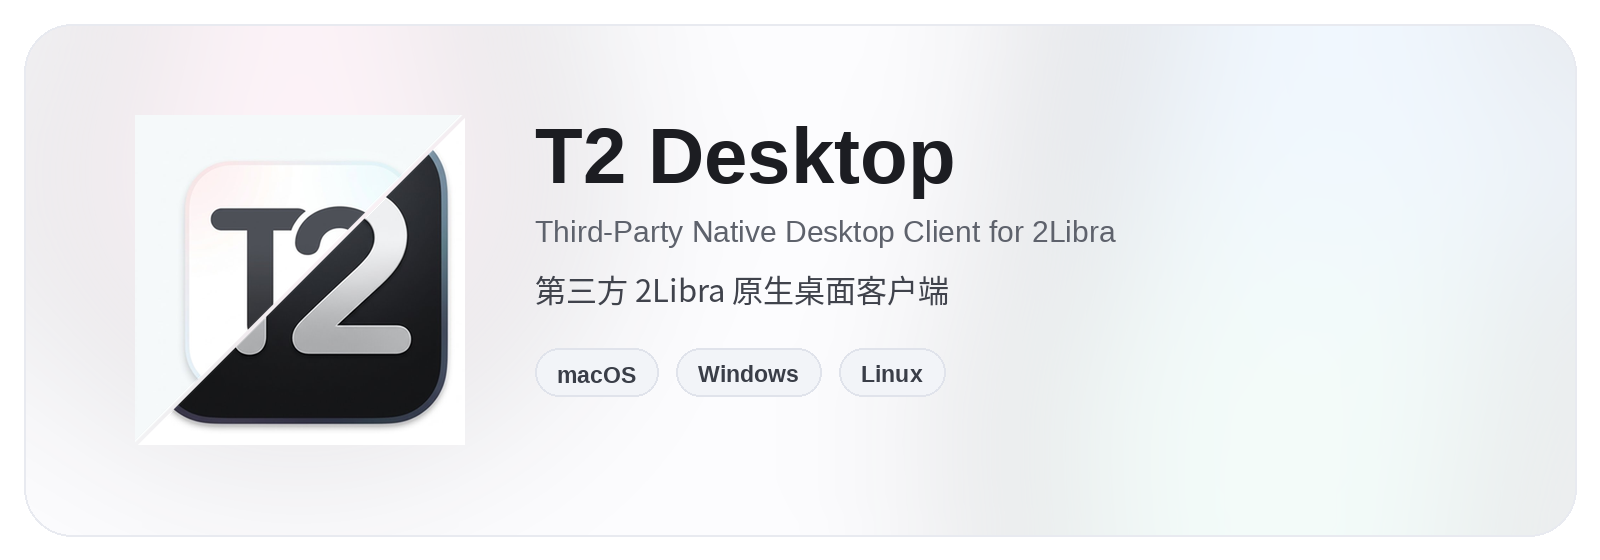 T2
T2 Desktop
Third-Party Native Desktop Client for 2Libra
第三方 2Libra 原生桌面客户端
macOS Windows Linux